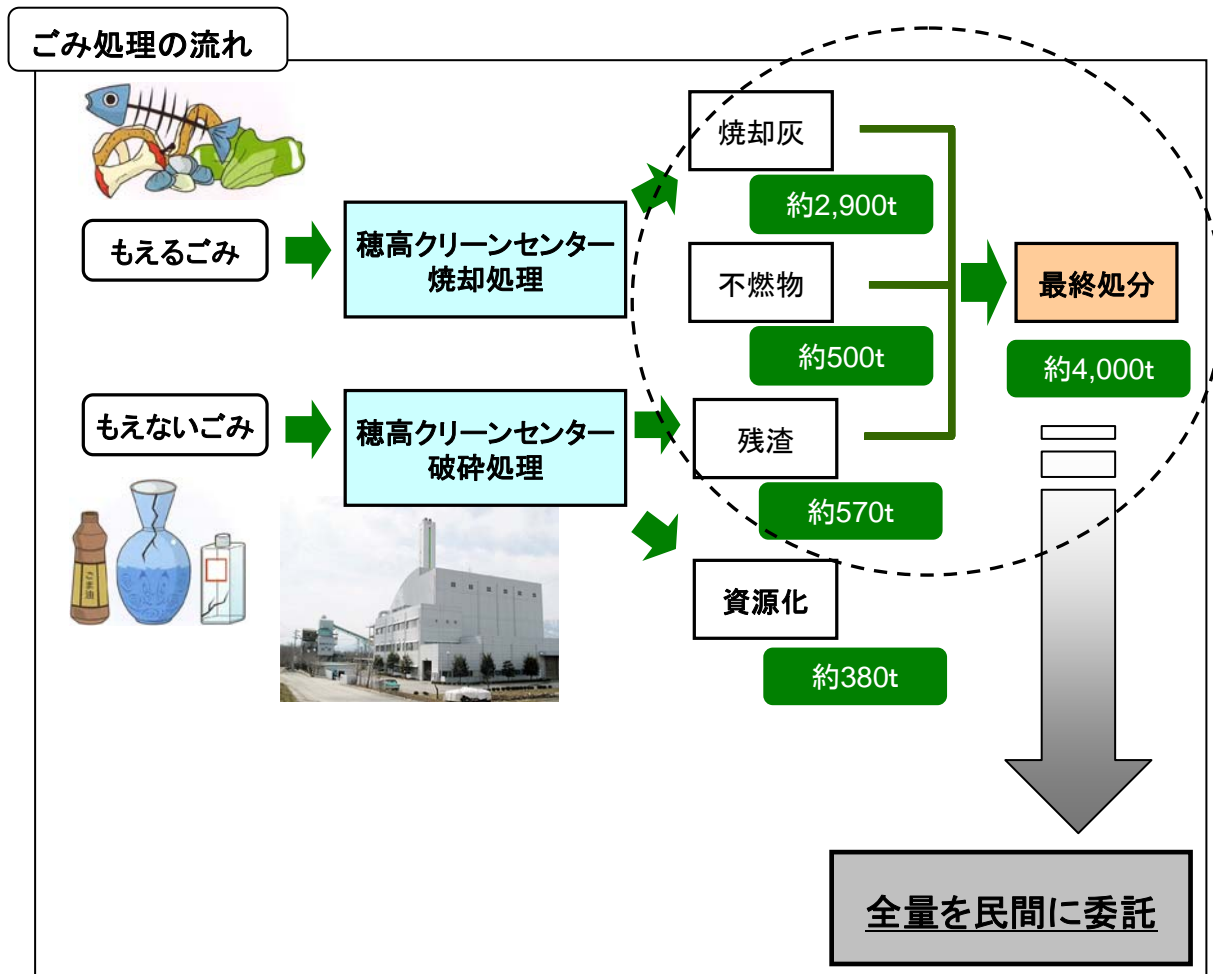 ごみ処理の流れ
もえるごみ
穂高クリーンセンター
焼却処理
焼却灰
約2,900t
不燃物
約500t
最終処分
約4,000t
もえないごみ
穂高クリーンセンター
破砕処理
残渣
約570t
資源化
約380t
ごま油
全量を民間に委託